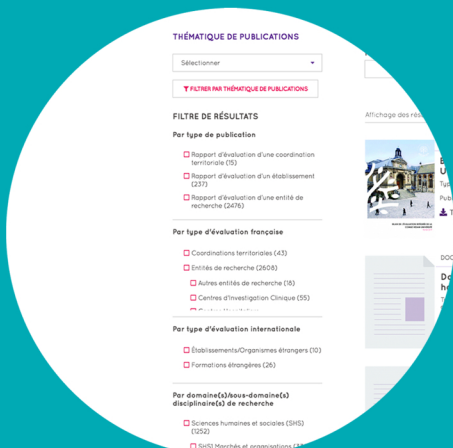 THÉMATIQUE DE PUBLICATIONS
Sélectionner
FILTRER PAR THÉMATIQUE DE PUBLICATIONS
FILTRE DE RÉSULTATS
Par type de publication
Rapport d'évaluation d'une coordination
territoriale (15)
Rapport d'évaluation d'un établissement
(237)
Rapport d'évaluation d'une entité de
recherche (2476)
Par type d'évaluation française
Coordinations territoriales (43)
Entités de recherche (2608)
Autres entités de recherche (18)
Centres d'Investigation Clinique (55)
Par type d'évaluation internationale
Établissements/Organismes étrangers (10)
Formations étrangères (26)
Par domaine(s)/sous-domaine(s)
disciplinaire(s) de recherche
Sciences humaines et sociales (SHS)
(1252)
SHS1 Marchés et organisations
Affichage des
DOC